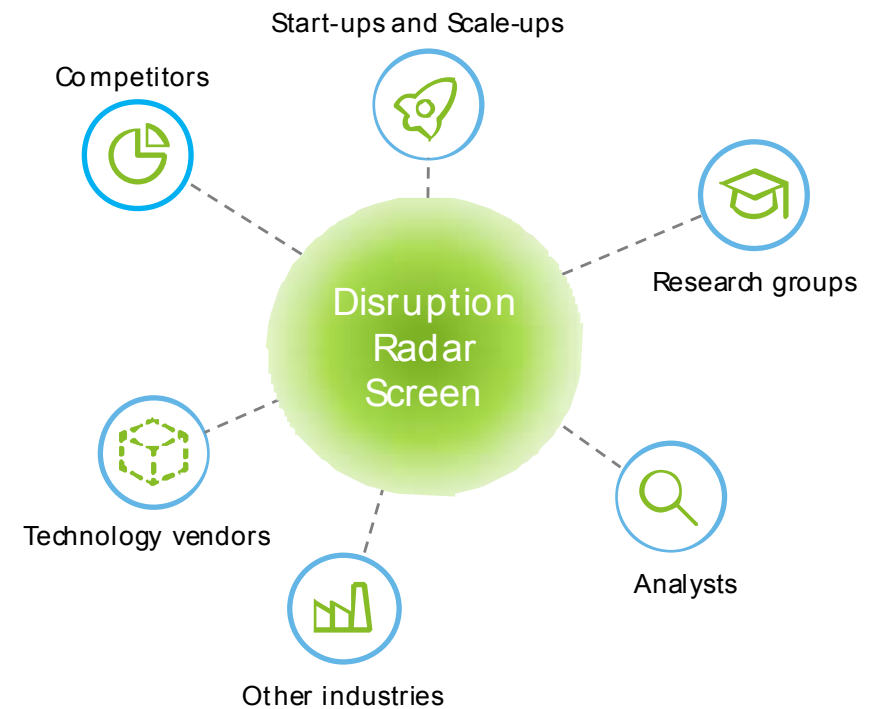 Start-ups and Scale-ups
Competitors
Research groups
Disruption
Radar
Screen
Technology vendors
Analysts
Other industries